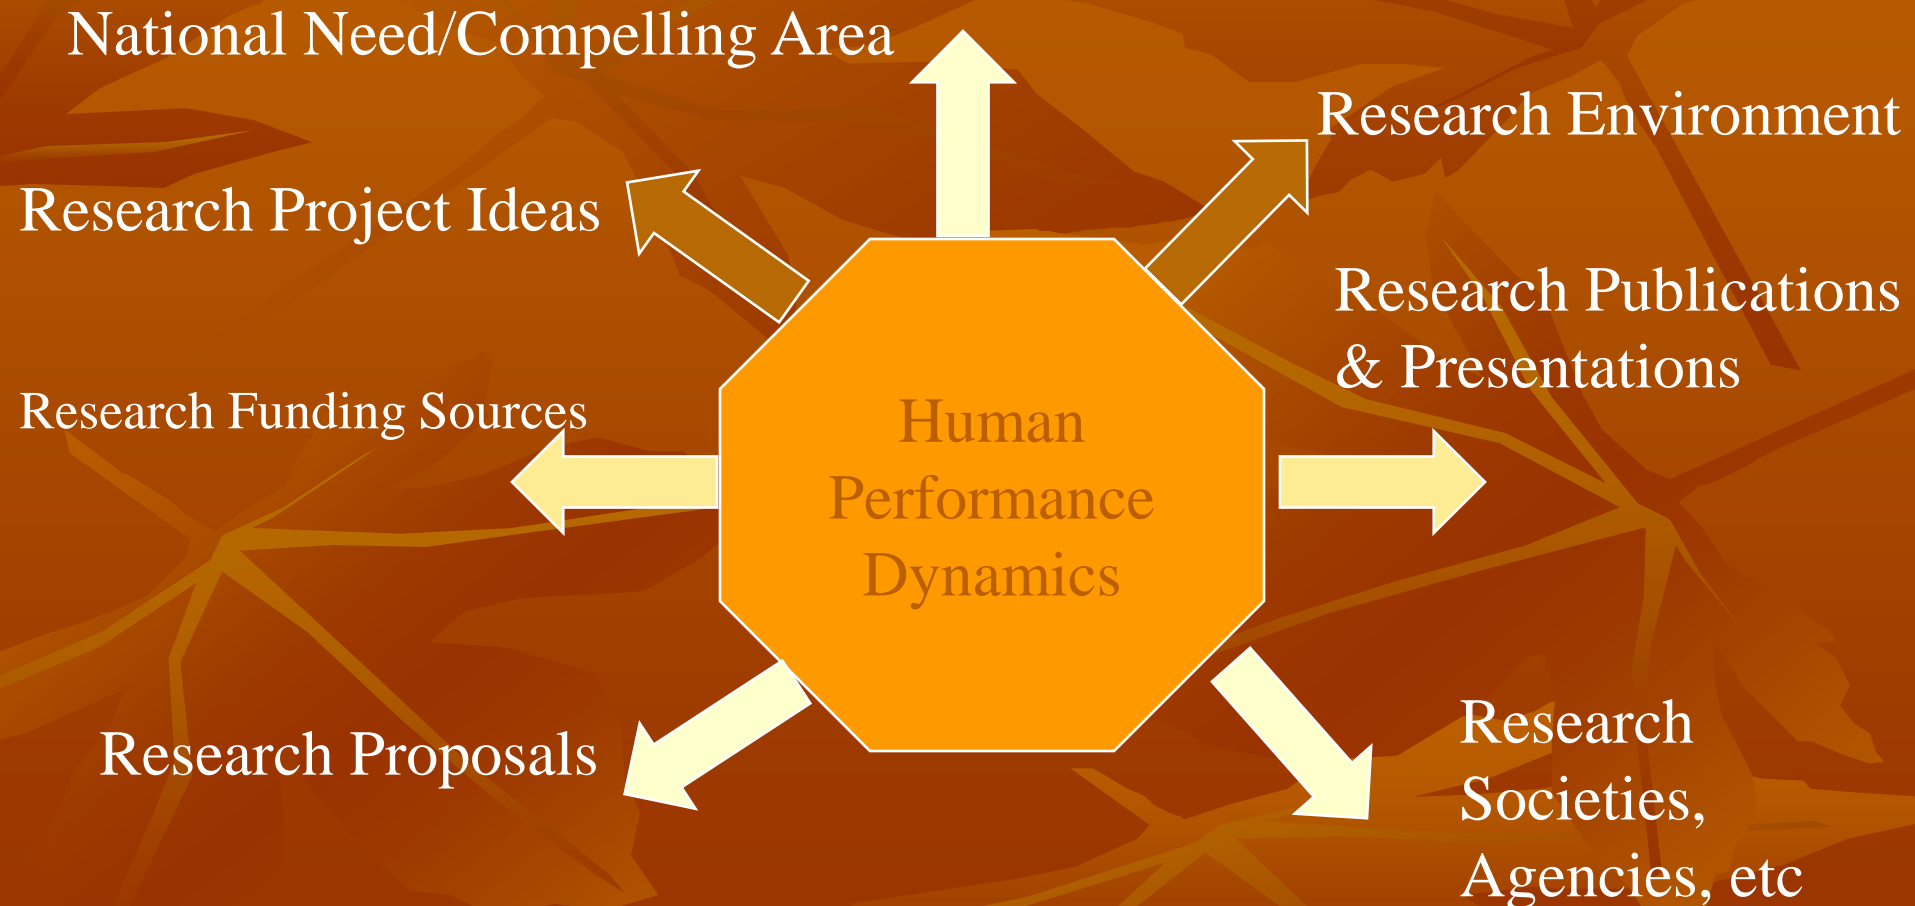 National Need/Compelling Area
Research Environment
Research Project Ideas
Research Publications
& Presentations
Research Funding Sources
Human
Performance
Dynamics
Research Proposals
Research
Societies,
Agencies, etc